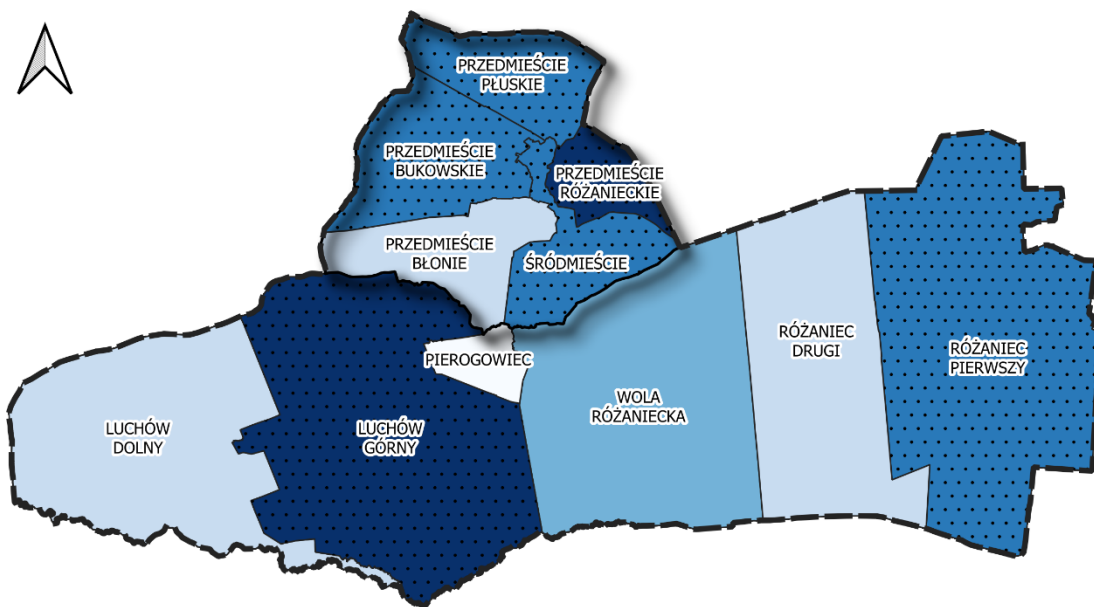 PRZEDMIEŚCIE
PŁUSKIE
PRZEDMIEŚCIE
BUKOWSKIE
PRZEDMIEŚCIE
RÓŻANIECKIE
PRZEDMIEŚCIE
BŁONIE
ŚRÓDMIEŚCIE
PIEROGOWIEC
RÓŻANIEC
DRUGI
RÓŻANIEC
PIERWSZY
WOLA
RÓŻANIECKA
LUCHÓW
DOLNY
LUCHÓW
GÓRNY